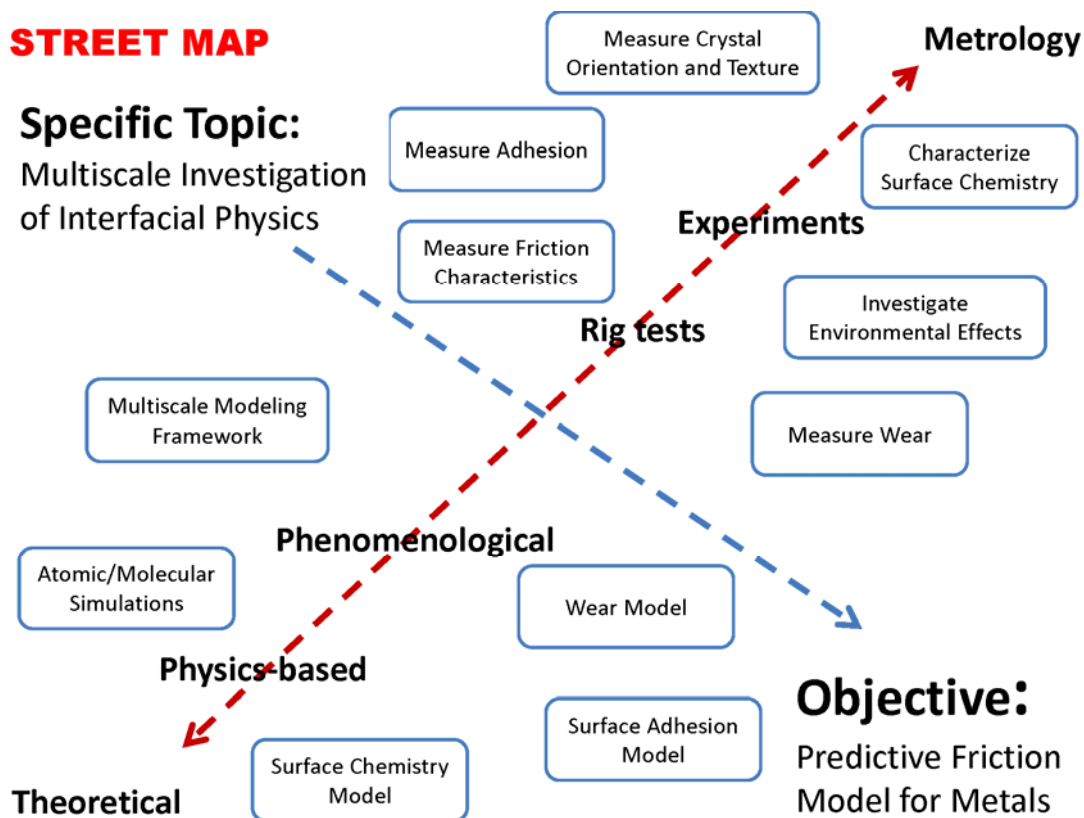 STREET MAP
Specific Topic:
Multiscale Investigation
of Interfacial Physics
Measure Crystal
Orientation and Texture
Metrology
Measure Adhesion
Characterize
Surface Chemistry
Experiments
Measure Friction
Characteristics
Rig tests
Investigate
Environmental Effects
Multiscale Modeling
Framework
Measure Wear
Phenomenological
Atomic/Molecular
Simulations
Wear Model
Physics-based
Surface Adhesion
Model
Objective:
Predictive Friction
Model for Metals
Surface Chemistry
Model
Theoretical